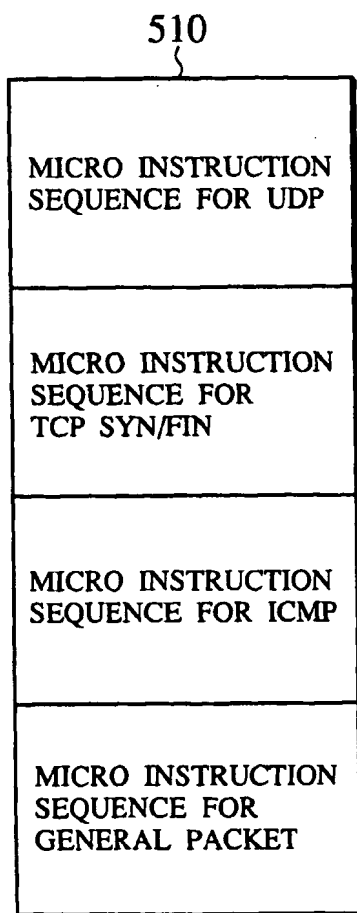 510
MICRO INSTRUCTION
SEQUENCE FOR UDP
MICRO INSTRUCTION
SEQUENCE FOR
TCP SYN/FIN
MICRO INSTRUCTION
SEQUENCE FOR ICMP
MICRO INSTRUCTION
SEQUENCE FOR
GENERAL PACKET